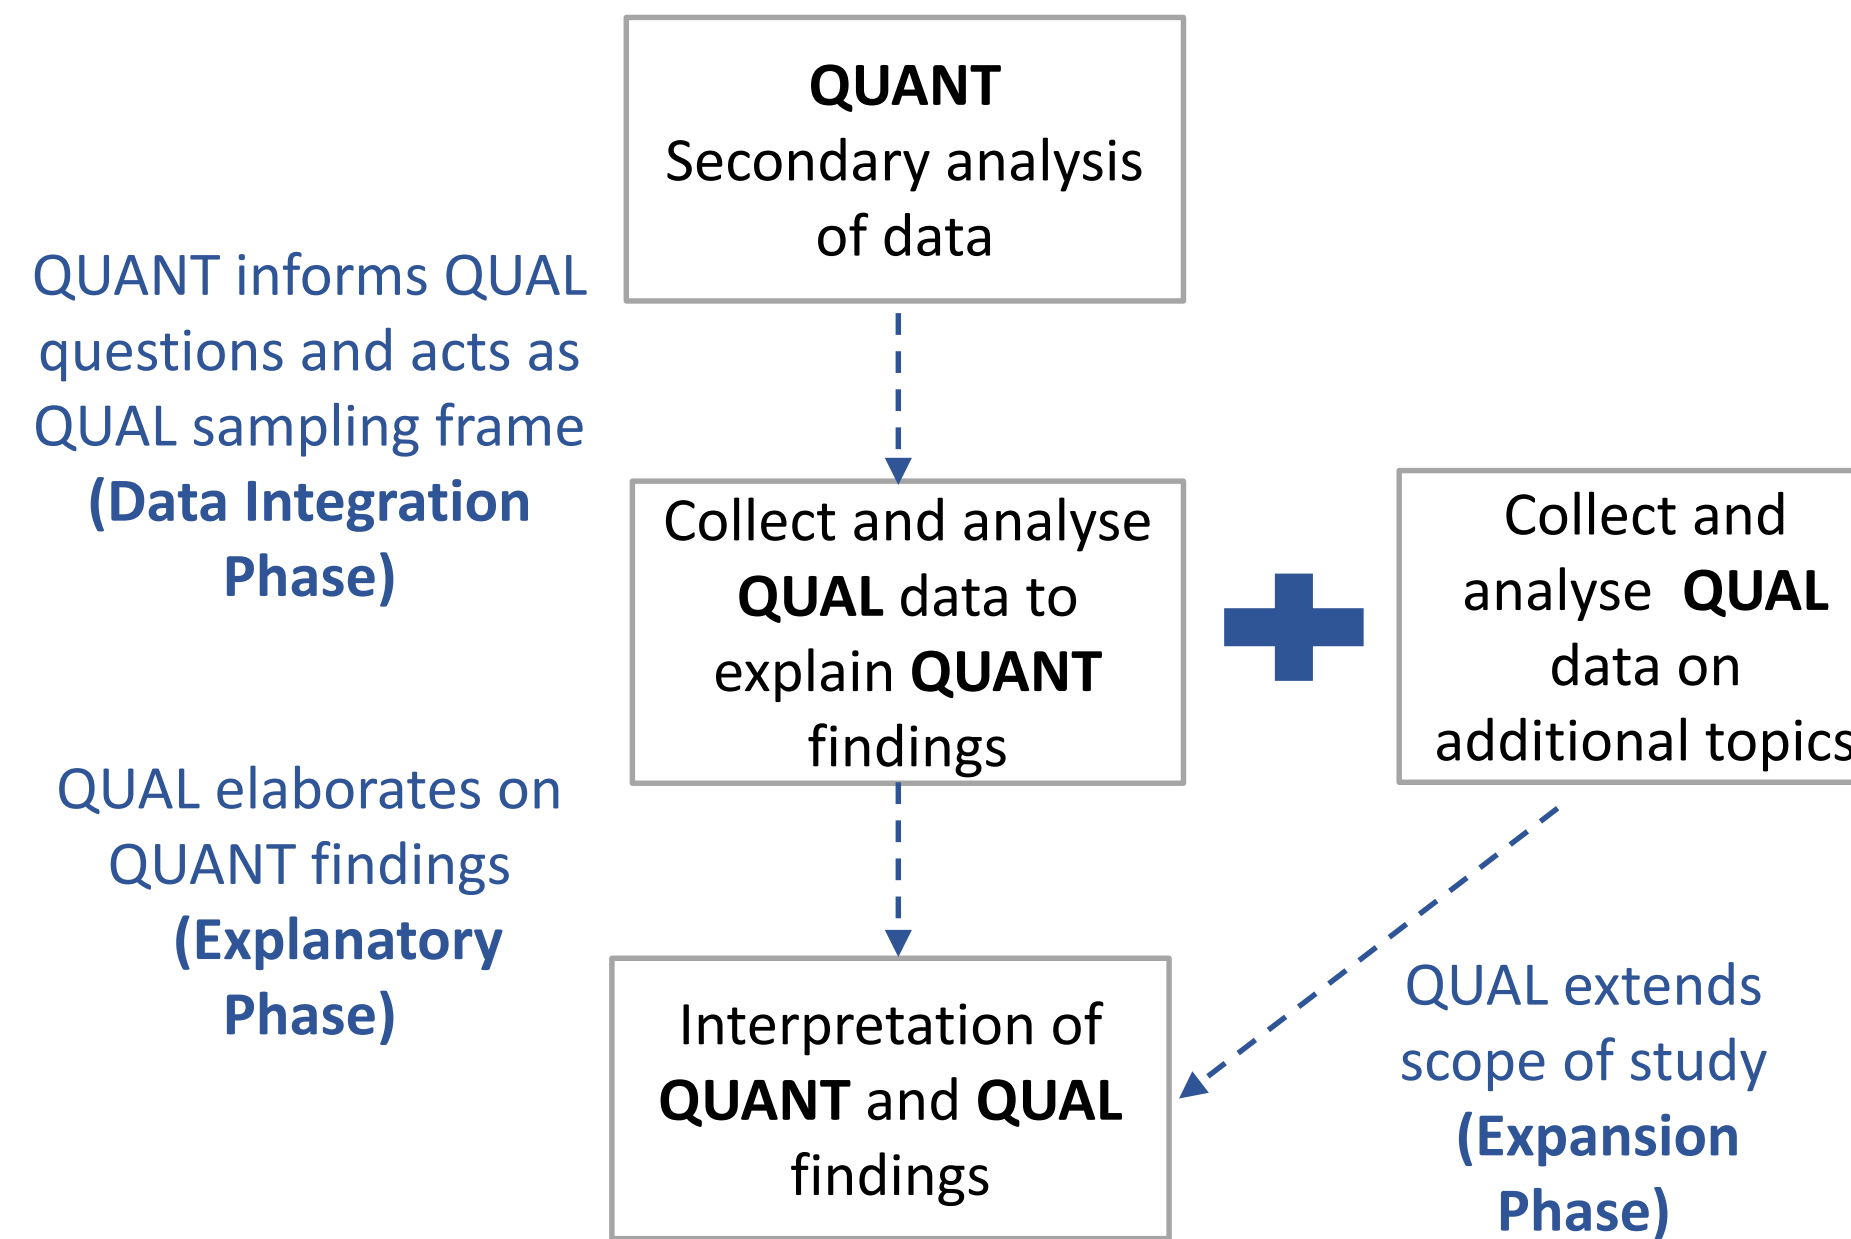 QUANT
Secondary analysis
of data
QUANT informs QUAL
questions and acts as
QUAL sampling frame
(Data Integration
Phase)
Collect and analyse
QUAL data to
explain QUANT
findings
Collect and
analyse QUAL
data on
additional topics
QUAL elaborates on
QUANT findings
(Explanatory
Phase)
Interpretation of
QUANT and QUAL
findings
QUAL extends
scope of study
(Expansion
Phase)